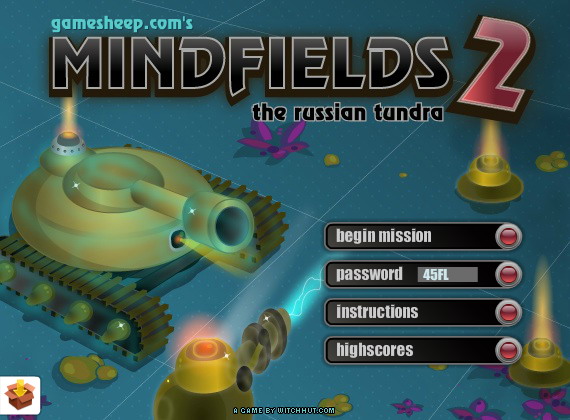 gamesheep.com's
MINDFIELDS 2
the russian tundra
begin mission
password 45FL
instructions
highscores
A GAME BY WITCHHUT.COM